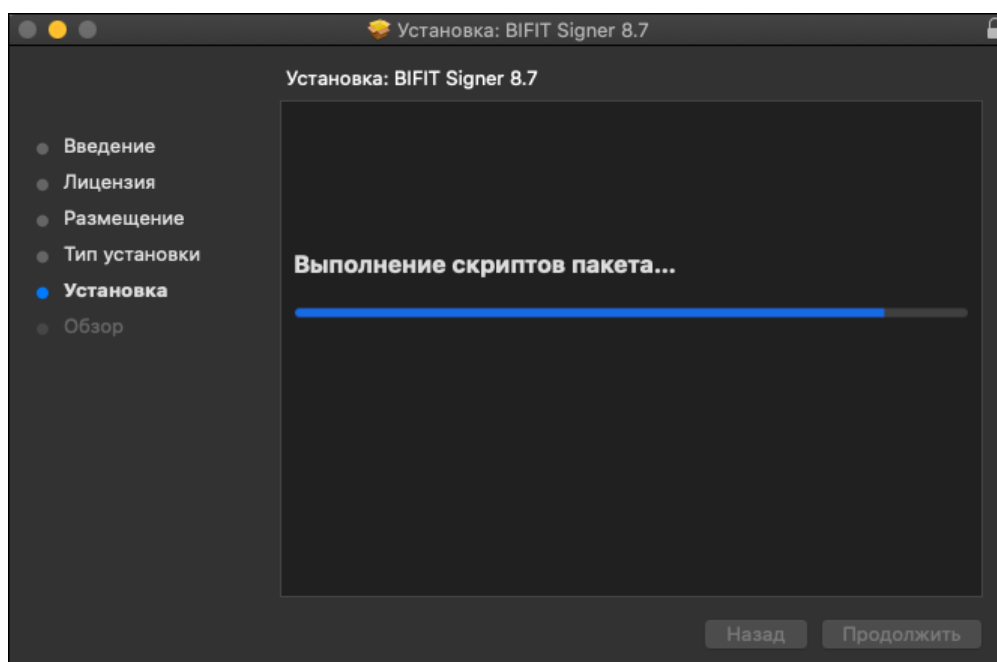 Установка: BIFIT Signer 8.7
Установка: BIFIT Signer 8.7
Введение
Лицензия
Размещение
Тип установки
Установка
Обзор
Выполнение скриптов пакета...
Назад
Продолжить